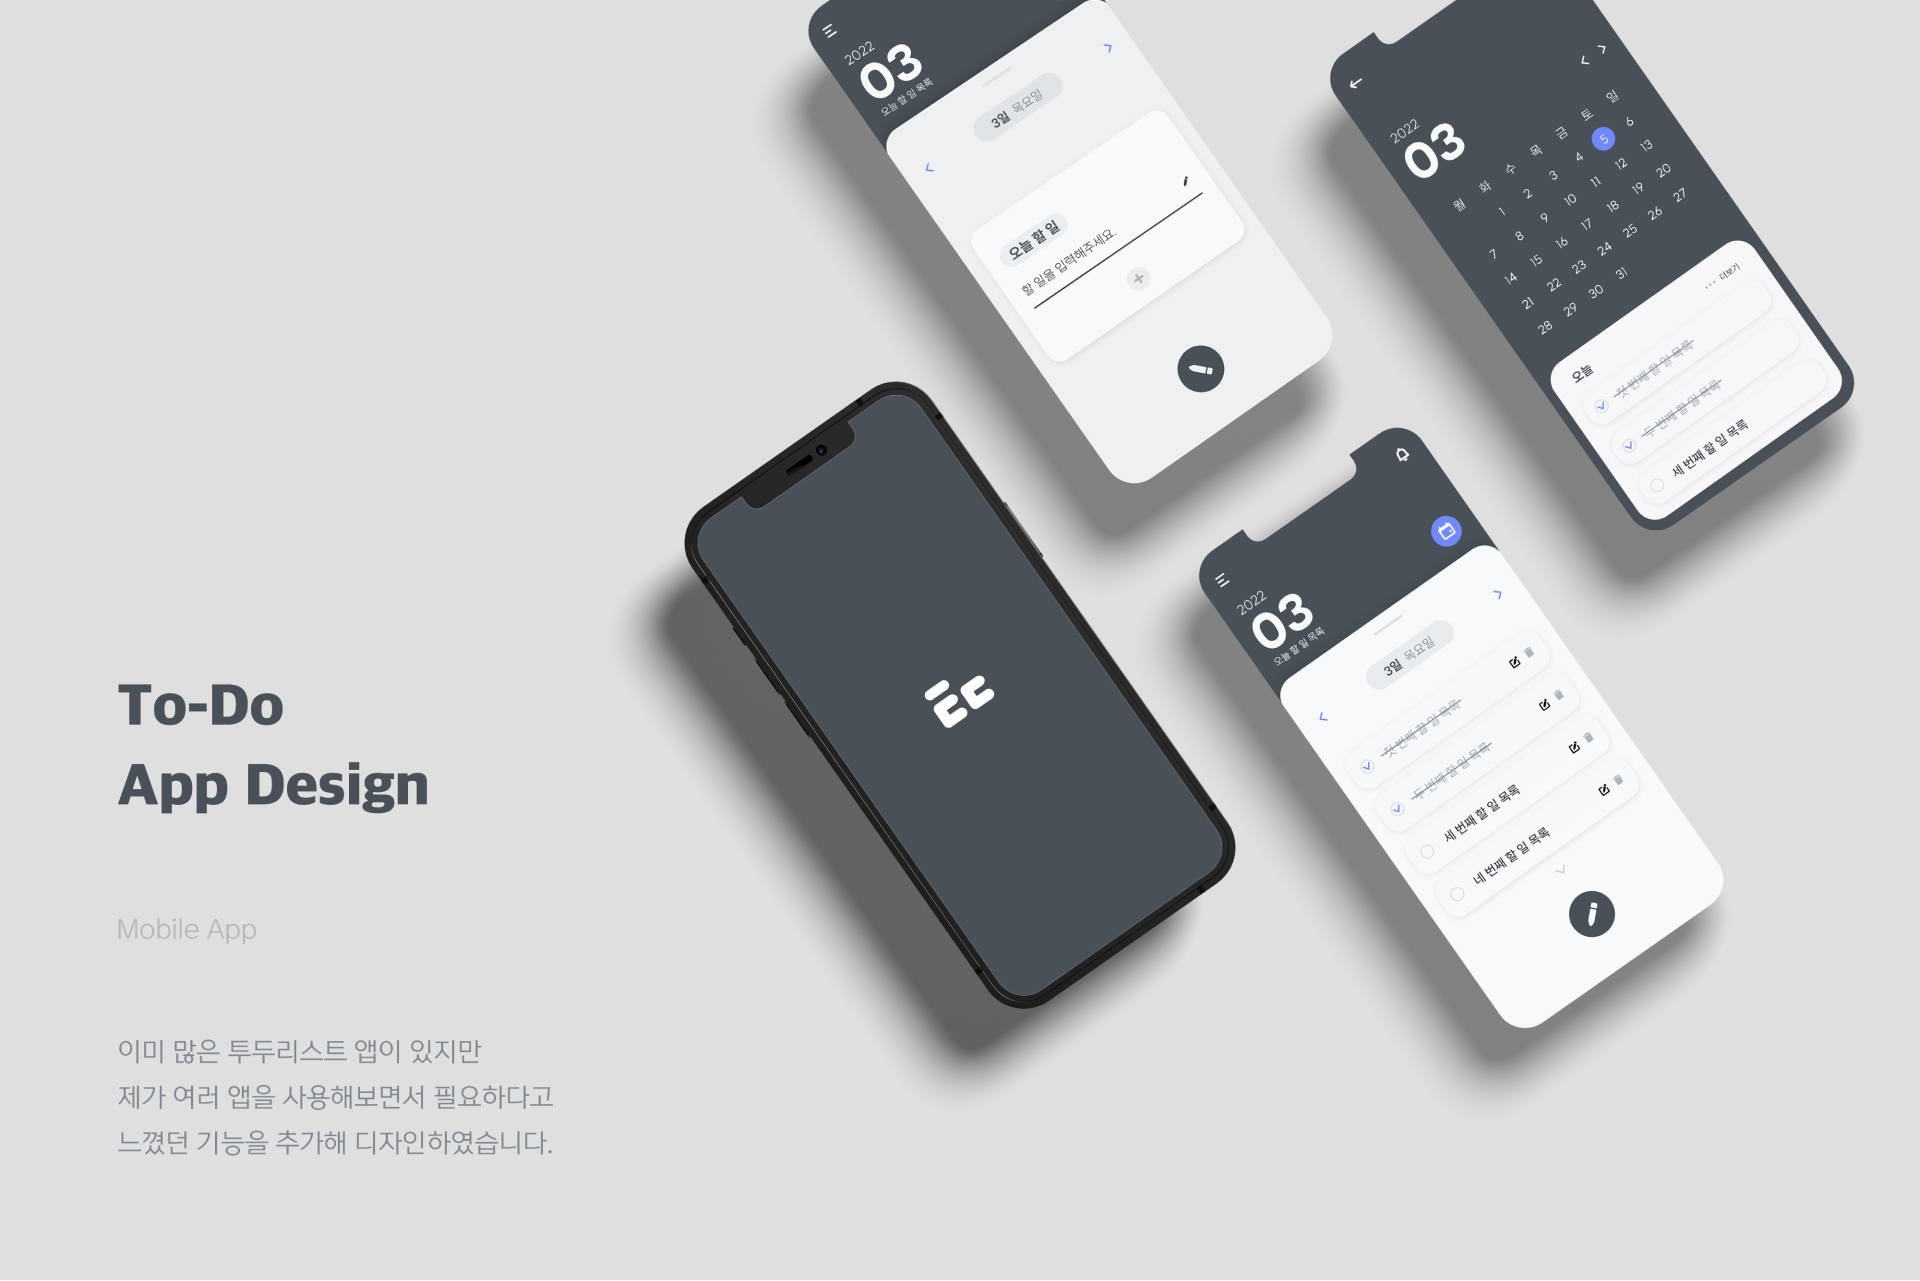 To-Do
App Design
Mobile App
이미 많은 투두리스트 앱이 있지만
제가 여러 앱을 사용해보면서 필요하다고
느꼈던 기능을 추가해 디자인하였습니다.
2022
03
오늘 할 일 목록
3일 목요일
오늘 할 일
할 일을 입력해주세요.
2022
03
월 화 수 목 금 토 일
1 2 3 4 5 6
7 8 9 10 11 12 13
14 15 16 17 18 19 20
21 22 23 24 25 26 27
28 29 30 31
오늘
더보기
첫 번째 할 일 목록
두 번째 할 일 목록
세 번째 할 일 목록
2022
03
오늘 할 일 목록
3일 목요일
첫 번째 할 일 목록
두 번째 할 일 목록
세 번째 할 일 목록
네 번째 할 일 목록